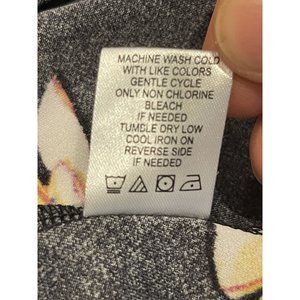 MACHINE WASH COLD
WITH LIKE COLORS
GENTLE CYCLE
ONLY NON CHLORINE
BLEACH
IF NEEDED
TUMBLE DRY LOW
COOL IRON ON
REVERSE SIDE
IF NEEDED